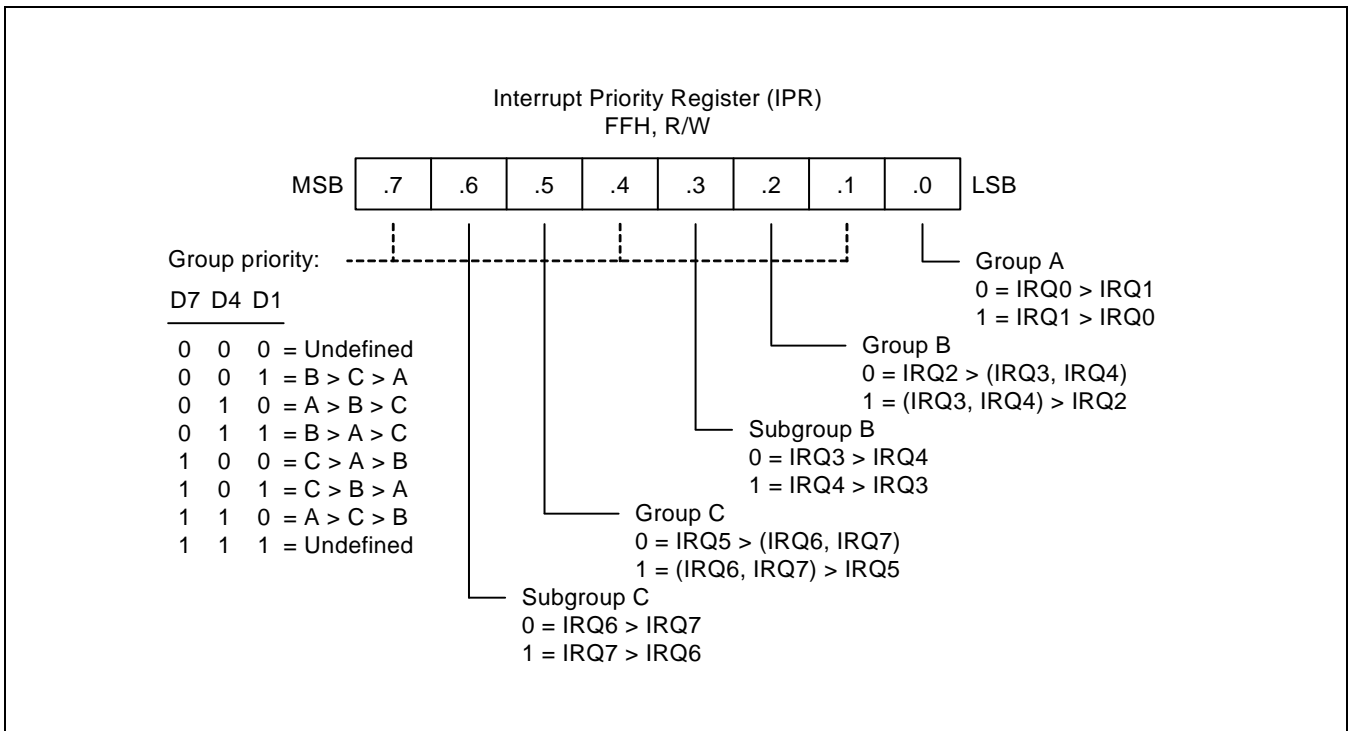 Interrupt Priority Register (IPR)
FFH, R/W
MSB .7 .6 .5 .4 .3 .2 .1 .0 LSB
Group priority:
D7 D4 D1
0 0 0 = Undefined
0 0 1 = B > C > A
0 1 0 = A > B > C
0 1 1 = B > A > C
1 0 0 = C > A > B
1 0 1 = C > B > A
1 1 0 = A > C > B
1 1 1 = Undefined
Group A
0 = IRQ0 > IRQ1
1 = IRQ1 > IRQ0
Group B
0 = IRQ2 > (IRQ3, IRQ4)
1 = (IRQ3, IRQ4) > IRQ2
Subgroup B
0 = IRQ3 > IRQ4
1 = IRQ4 > IRQ3
Group C
0 = IRQ5 > (IRQ6, IRQ7)
1 = (IRQ6, IRQ7) > IRQ5
Subgroup C
0 = IRQ6 > IRQ7
1 = IRQ7 > IRQ6